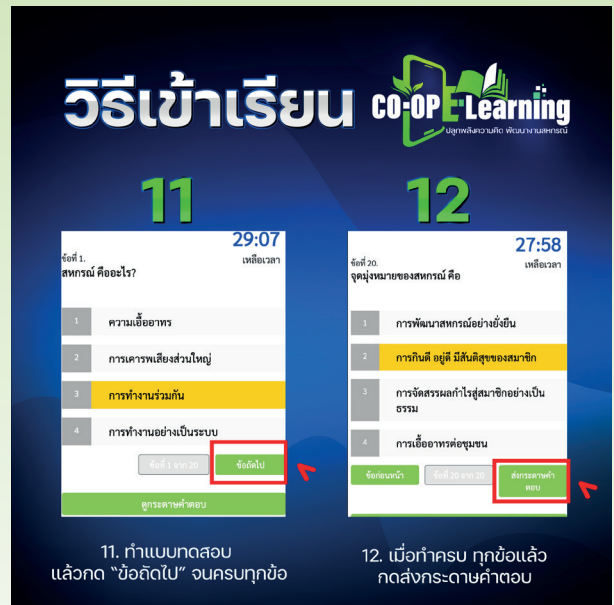 วิธีเข้าเรียน
CO-OP E-Learning
ปลูกพลังความคิด พัฒนางานสหกรณ์
11
29:07
เหลือเวลา
ข้อที่ 1.
สหกรณ์ คืออะไร?
1 ความเอื้ออาทร
2 การเคารพเสียงส่วนใหญ่
3 การทำงานร่วมกัน
4 การทำงานอย่างเป็นระบบ
ข้อที่ 1 จาก 20 ข้อถัดไป
ดูกระดาษคำตอบ
11. ทำแบบทดสอบ
แล้วกด “ข้อถัดไป” จนครบทุกข้อ
12
27:58
เหลือเวลา
ข้อที่ 20.
จุดมุ่งหมายของสหกรณ์ คือ
1 การพัฒนาสหกรณ์อย่างยั่งยืน
2 การกินดี อยู่ดี มีสันติสุขของสมาชิก
3 การจัดสรรผลกำไรสู่สมาชิกอย่างเป็น
ธรรม
4 การเอื้ออาทรต่อชุมชน
ข้อก่อนหน้า ข้อที่ 20 จาก 20 ส่งกระดาษคำ
ตอบ
12. เมื่อทำครบ ทุกข้อแล้ว
กดส่งกระดาษคำตอบ